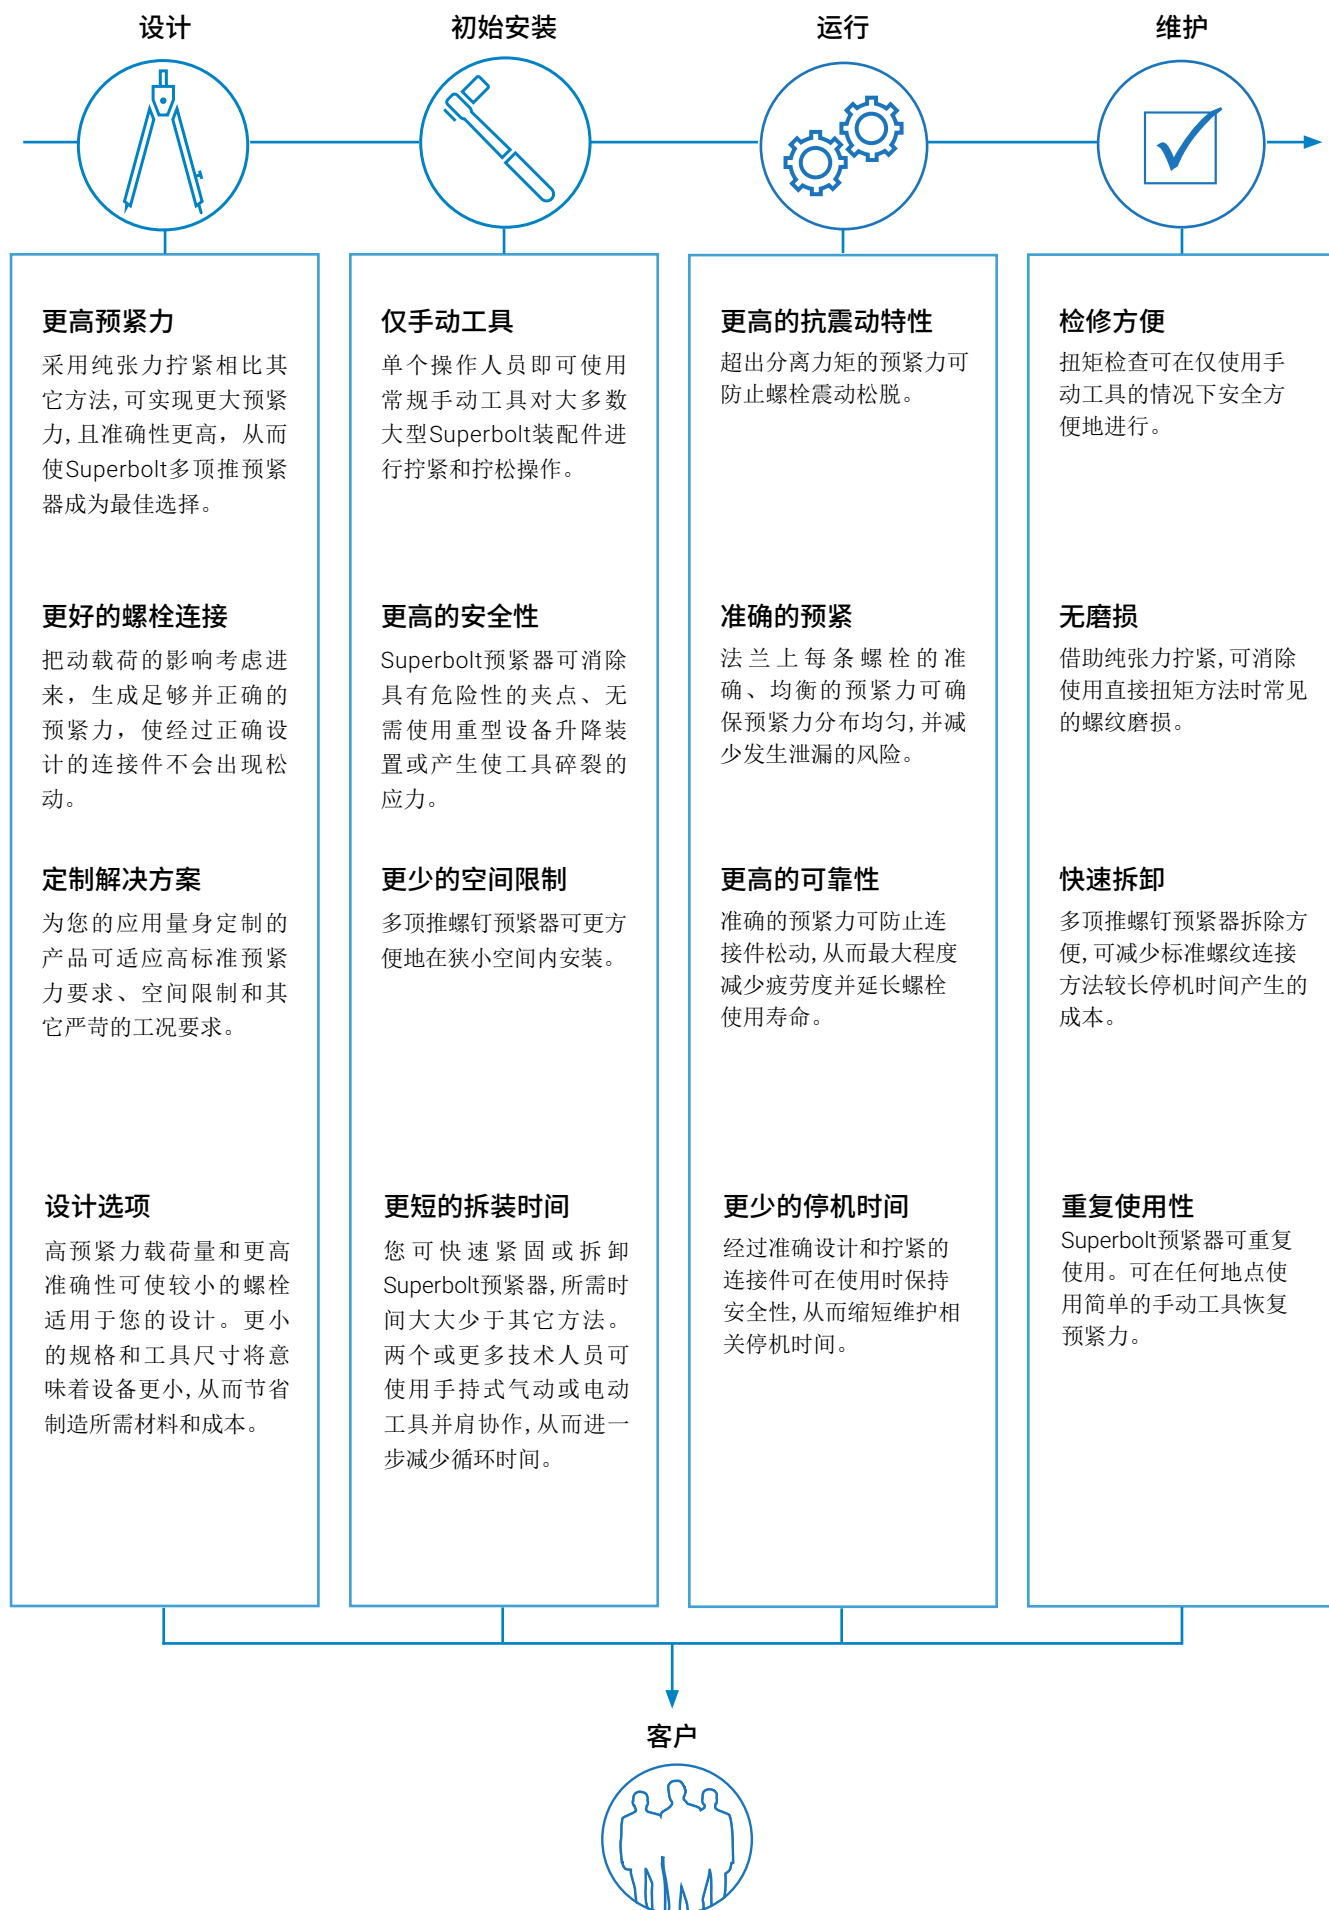 设计
初始安装
运行
维护
更高预紧力
采用纯张力拧紧相比其
它方法,可实现更大预紧
力,且准确性更高，从而
使Superbolt多顶推预紧
器成为最佳选择。
更好的螺栓连接
把动载荷的影响考虑进
来，生成足够并正确的
预紧力，使经过正确设
计的连接件不会出现松
动。
定制解决方案
为您的应用量身定制的
产品可适应高标准预紧
力要求、空间限制和其
它严苛的工况要求。
设计选项
高预紧力载荷量和更高
准确性可使较小的螺栓
适用于您的设计。更小
的规格和工具尺寸将意
味着设备更小,从而节省
制造所需材料和成本。
仅手动工具
单个操作人员即可使用
常规手动工具对大多数
大型Superbolt装配件进
行拧紧和拧松操作。
更高的安全性
Superbolt预紧器可消除
具有危险性的夹点、无
需使用重型设备升降装
置或产生使工具碎裂的
应力。
更少的空间限制
多顶推螺钉预紧器可更方
便地在狭小空间内安装。
更短的拆装时间
您可快速紧固或拆卸
Superbolt预紧器,所需时
间大大少于其它方法。
两个或更多技术人员可
使用手持式气动或电动
工具并肩协作,从而进一
步减少循环时间。
更高的抗震动特性
超出分离力矩的预紧力可
防止螺栓震动松脱。
准确的预紧
法兰上每条螺栓的准
确、均衡的预紧力可确
保预紧力分布均匀,并减
少发生泄漏的风险。
更高的可靠性
准确的预紧力可防止连
接件松动,从而最大程度
减少疲劳度并延长螺栓
使用寿命。
更少的停机时间
经过准确设计和拧紧的
连接件可在使用时保持
安全性,从而缩短维护相
关停机时间。
检修方便
扭矩检查可在仅使用手
动工具的情况下安全方
便地进行。
无磨损
借助纯张力拧紧,可消除
使用直接扭矩方法时常见
的螺纹磨损。
快速拆卸
多顶推螺钉预紧器拆除方
便,可减少标准螺纹连接
方法较长停机时间产生的
成本。
重复使用性
Superbolt预紧器可重复
使用。可在任何地点使
用简单的手动工具恢复
预紧力。
客户